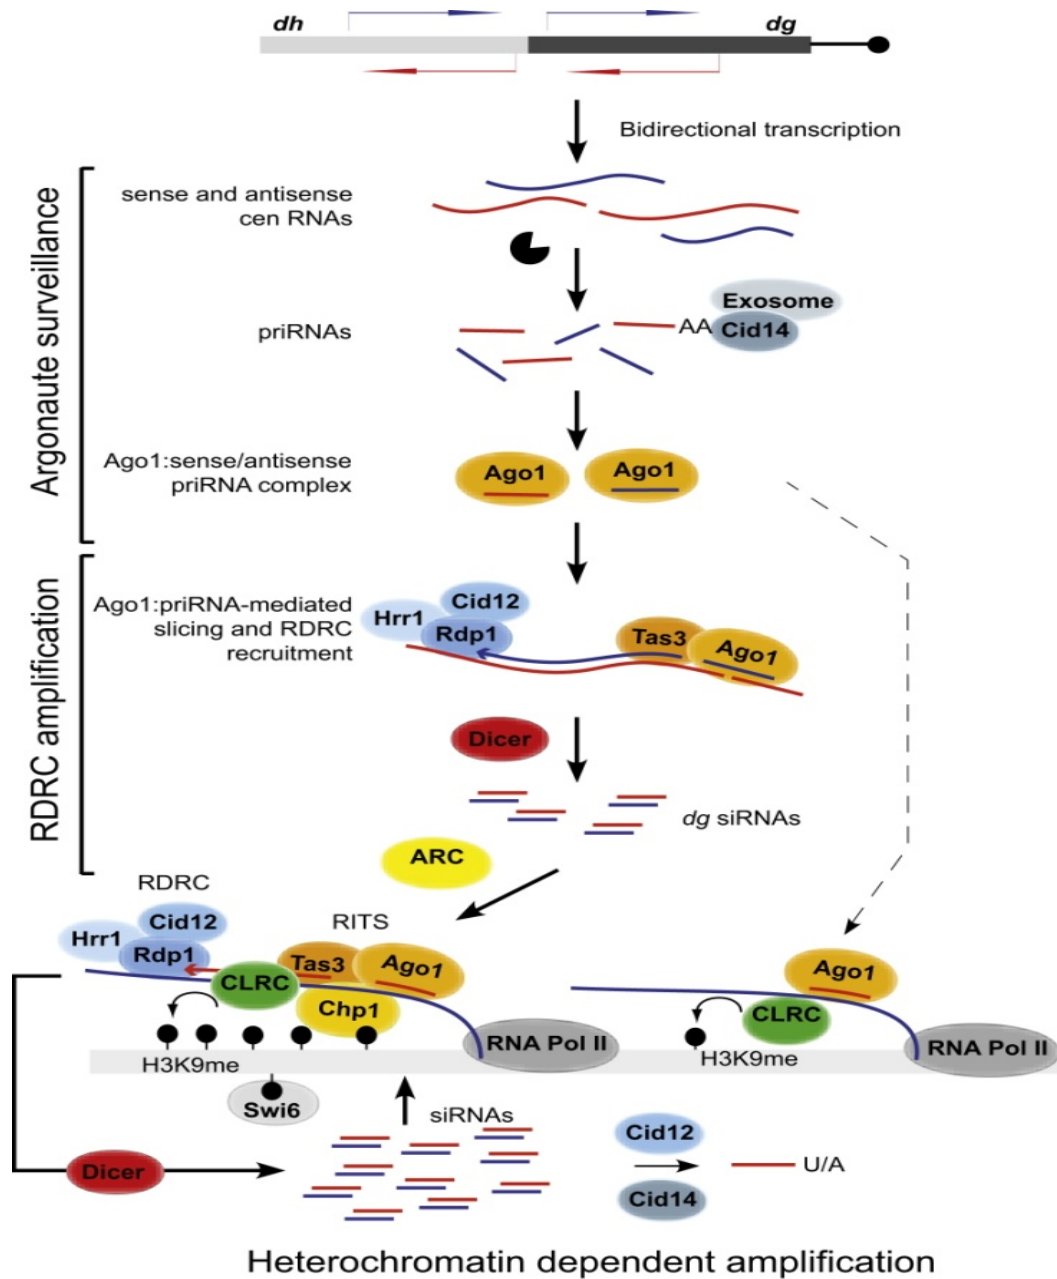 dh
dg
Bidirectional transcription
Argonaute surveillance
sense and antisense
cen RNAs
priRNAs
AA
Exosome
Cid14
Ago1:sense/antisense
priRNA complex
Ago1
Ago1
RDRC amplification
Ago1:priRNA-mediated
slicing and RDRC
recruitment
Hrr1
Cid12
Rdp1
Tas3
Ago1
Dicer
dg siRNAs
ARC
RDRC
Hrr1
Cid12
Rdp1
RITS
CLRC
Tas3
Ago1
Chp1
RNA Pol II
H3K9me
Swi6
Ago1
CLRC
RNA Pol II
H3K9me
siRNAs
Dicer
Cid12
U/A
Cid14
Heterochromatin dependent amplification